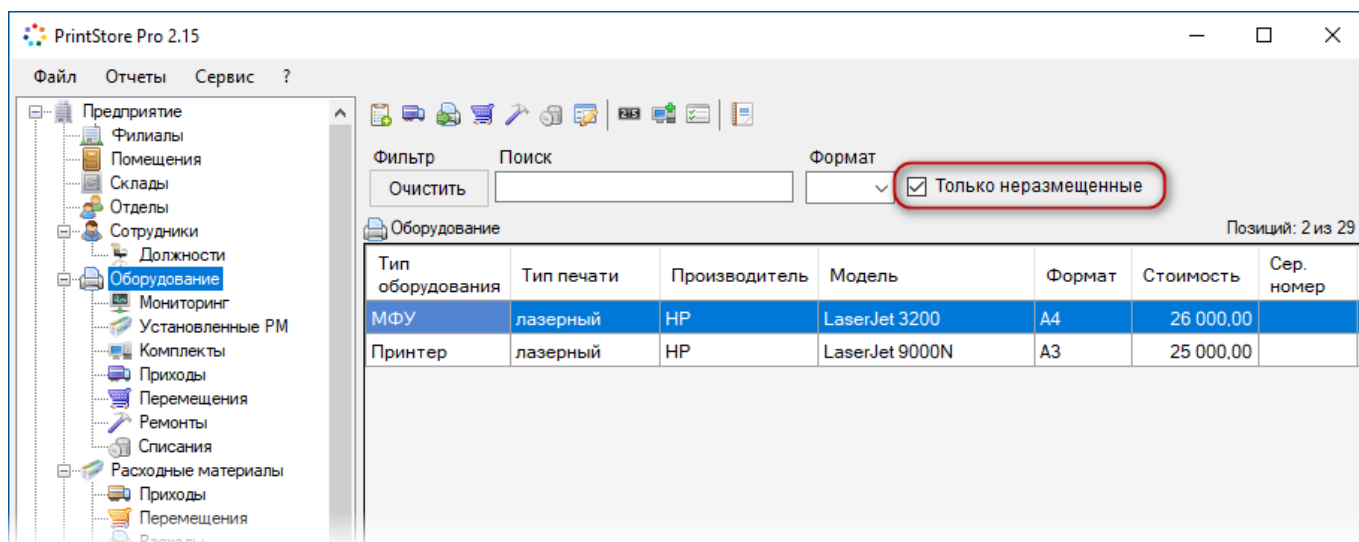 PrintStore Pro 2.15
Файл Отчеты Сервис ?
Предприятие
Филиалы
Помещения
Склады
Отделы
Сотрудники
Должности
Оборудование
Мониторинг
Установленные РМ
Комплекты
Приходы
Перемещения
Ремонты
Списания
Расходные материалы
Приходы
Перемещения
Расходы
Фильтр Поиск Формат
Очистить Только неразмещенные
Оборудование Позиций: 2 из 29
Тип оборудования Тип печати Производитель Модель Формат Стоимость Сер. номер
МФУ лазерный HP LaserJet 3200 A4 26 000,00
Принтер лазерный HP LaserJet 9000N A3 25 000,00